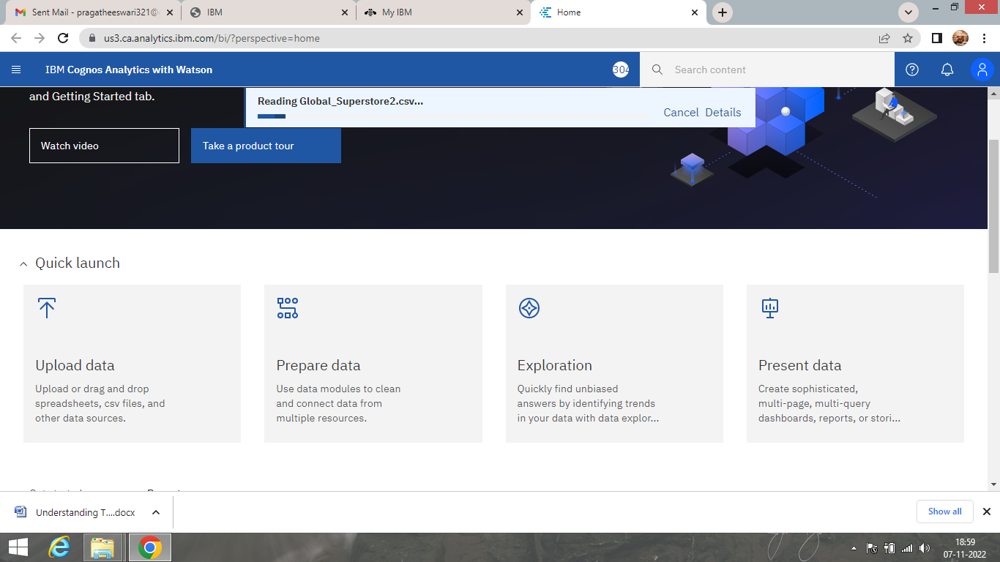 Sent Mail - pragatheeswari321@
IBM
My IBM
Home
us3.ca.analytics.ibm.com/bi/?perspective=home
IBM Cognos Analytics with Watson
304
Search content
and Getting Started tab.
Reading Global_Superstore2.csv...
Cancel Details
Watch video
Take a product tour
Quick launch
Upload data
Upload or drag and drop
spreadsheets, csv files, and
other data sources.
Prepare data
Use data modules to clean
and connect data from
multiple resources.
Exploration
Quickly find unbiased
answers by identifying trends
in your data with data explor...
Present data
Create sophisticated,
multi-page, multi-query
dashboards, reports, or stori...
Understanding T....docx
Show all
18:59
07-11-2022